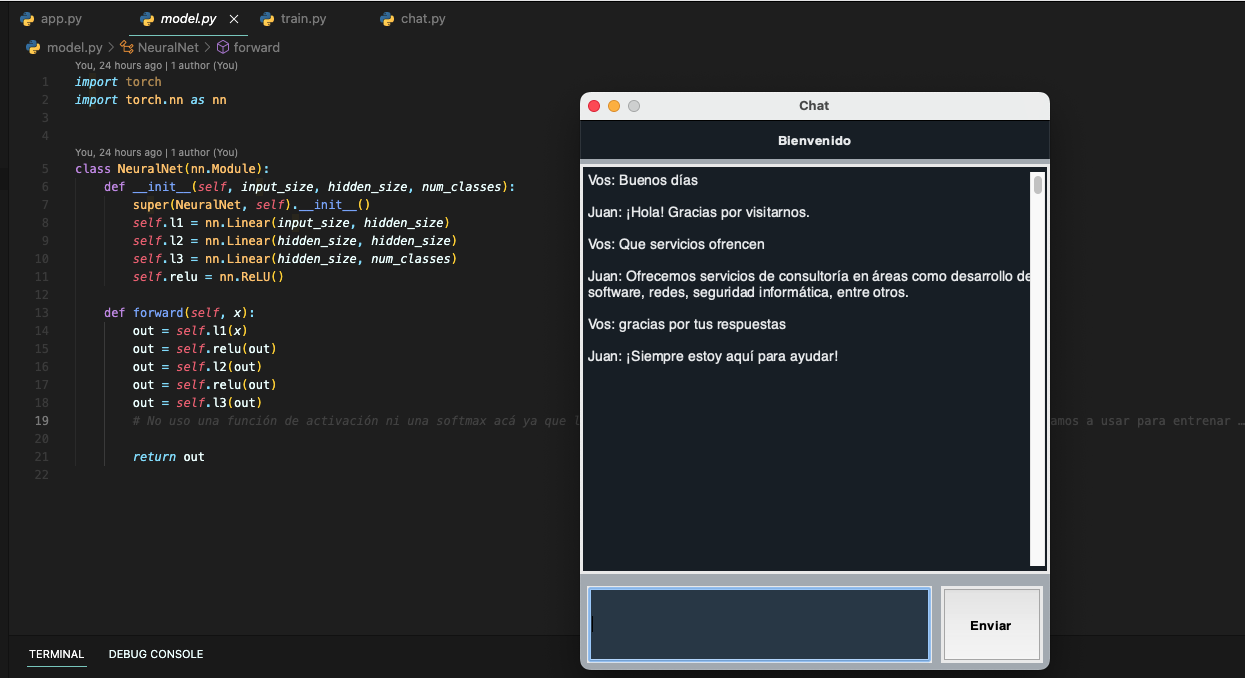 app.py
model.py
train.py
chat.py
model.py > NeuralNet > forward
You, 24 hours ago | 1 author (You)
1 import torch
2 import torch.nn as nn
3
4
You, 24 hours ago | 1 author (You)
5 class NeuralNet(nn.Module):
6 def __init__(self, input_size, hidden_size, num_classes):
7 super(NeuralNet, self).__init__()
8 self.l1 = nn.Linear(input_size, hidden_size)
9 self.l2 = nn.Linear(hidden_size, hidden_size)
10 self.l3 = nn.Linear(hidden_size, num_classes)
11 self.relu = nn.ReLU()
12
13 def forward(self, x):
14 out = self.l1(x)
15 out = self.relu(out)
16 out = self.l2(out)
17 out = self.relu(out)
18 out = self.l3(out)
19 # No uso una función de activación ni una softmax acá ya que amos a usar para entrenar …
20
21 return out
22
TERMINAL
DEBUG CONSOLE
Chat
Bienvenido
Vos: Buenos días
Juan: ¡Hola! Gracias por visitarnos.
Vos: Que servicios ofrencen
Juan: Ofrecemos servicios de consultoría en áreas como desarrollo de
software, redes, seguridad informática, entre otros.
Vos: gracias por tus respuestas
Juan: ¡Siempre estoy aquí para ayudar!
Enviar